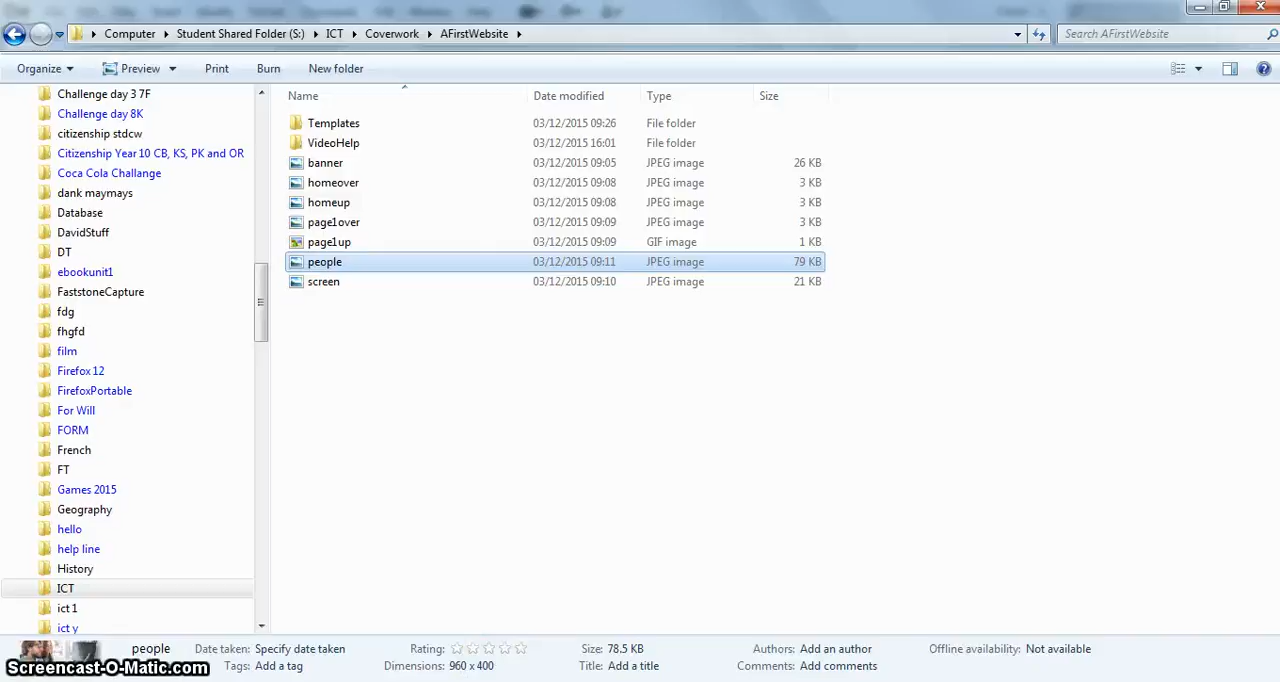 Computer Student Shared Folder (S:) ICT Coverwork AFirstWebsite Search AFirstWebsite
Organize Preview Print Burn New folder
Challenge day 3 7F
Challenge day 8K
citizenship stdcw
Citizenship Year 10 CB, KS, PK and OR
Coca Cola Challange
dank maymays
Database
DavidStuff
DT
ebookunit1
FaststoneCapture
fdg
fhgfd
film
Firefox 12
FirefoxPortable
For Will
FORM
French
FT
Games 2015
Geography
hello
help line
History
ICT
ict 1
ict y
Name Date modified Type Size
Templates 03/12/2015 09:26 File folder
VideoHelp 03/12/2015 16:01 File folder
banner 03/12/2015 09:05 JPEG image 26 KB
homeover 03/12/2015 09:08 JPEG image 3 KB
homeup 03/12/2015 09:08 JPEG image 3 KB
page1over 03/12/2015 09:09 JPEG image 3 KB
page1up 03/12/2015 09:09 GIF image 1 KB
people 03/12/2015 09:11 JPEG image 79 KB
screen 03/12/2015 09:10 JPEG image 21 KB
people Date taken: Specify date taken Rating: Size: 78.5 KB Authors: Add an author Offline availability: Not available
Tags: Add a tag Dimensions: 960 x 400 Title: Add a title Comments: Add comments
Screencast-O-Matic.com